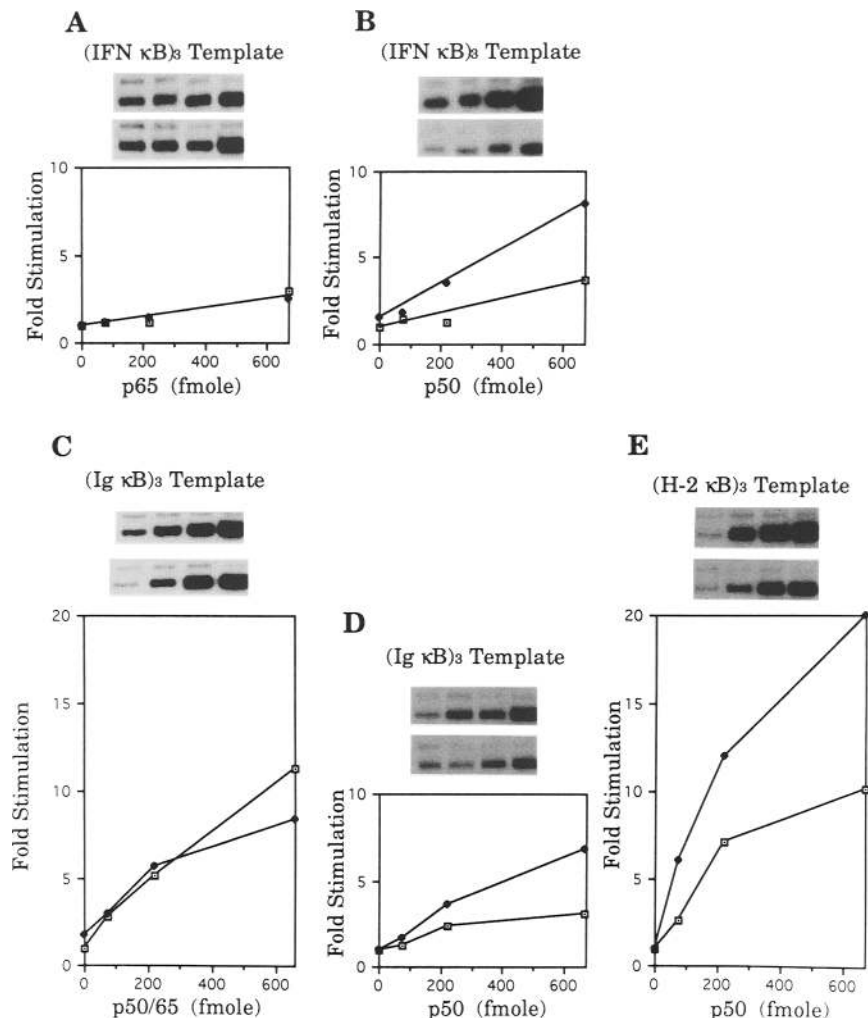 A
(IFN κB)₃ Template
10
5
0
Fold Stimulation
0 200 400 600
p65 (fmole)
B
(IFN κB)₃ Template
10
5
0
Fold Stimulation
0 200 400 600
p50 (fmole)
C
(Ig κB)₃ Template
20
15
10
5
0
Fold Stimulation
0 200 400 600
p50/65 (fmole)
D
(Ig κB)₃ Template
10
5
0
Fold Stimulation
0 200 400 600
p50 (fmole)
E
(H-2 κB)₃ Template
20
15
10
5
0
Fold Stimulation
0 200 400 600
p50 (fmole)